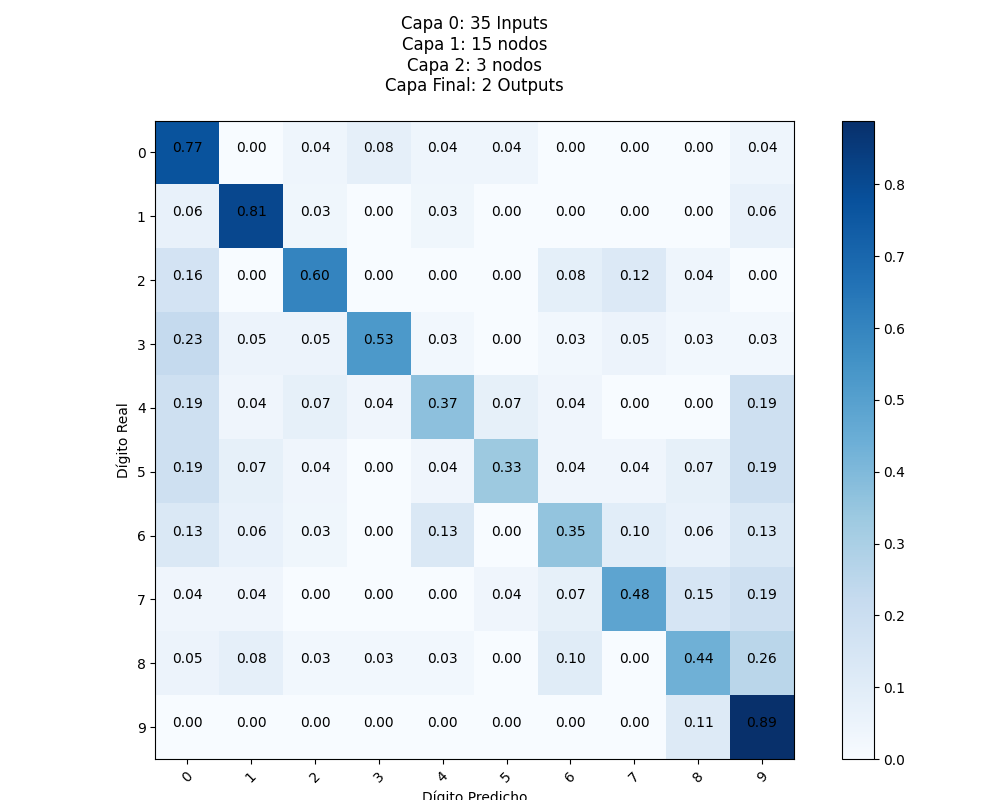 Capa 0: 35 Inputs
Capa 1: 15 nodos
Capa 2: 3 nodos
Capa Final: 2 Outputs
0 0.77 0.00 0.04 0.08 0.04 0.04 0.00 0.00 0.00 0.04
1 0.06 0.81 0.03 0.00 0.03 0.00 0.00 0.00 0.00 0.06
2 0.16 0.00 0.60 0.00 0.00 0.00 0.08 0.12 0.04 0.00
3 0.23 0.05 0.05 0.53 0.03 0.00 0.03 0.05 0.03 0.03
4 0.19 0.04 0.07 0.04 0.37 0.07 0.04 0.00 0.00 0.19
5 0.19 0.07 0.04 0.00 0.04 0.33 0.04 0.04 0.07 0.19
6 0.13 0.06 0.03 0.00 0.13 0.00 0.35 0.10 0.06 0.13
7 0.04 0.04 0.00 0.00 0.00 0.04 0.07 0.48 0.15 0.19
8 0.05 0.08 0.03 0.03 0.03 0.00 0.10 0.00 0.44 0.26
9 0.00 0.00 0.00 0.00 0.00 0.00 0.00 0.00 0.11 0.89
0 1 2 3 4 5 6 7 8 9
Dígito Real
Dígito Predicho
0.8
0.7
0.6
0.5
0.4
0.3
0.2
0.1
0.0